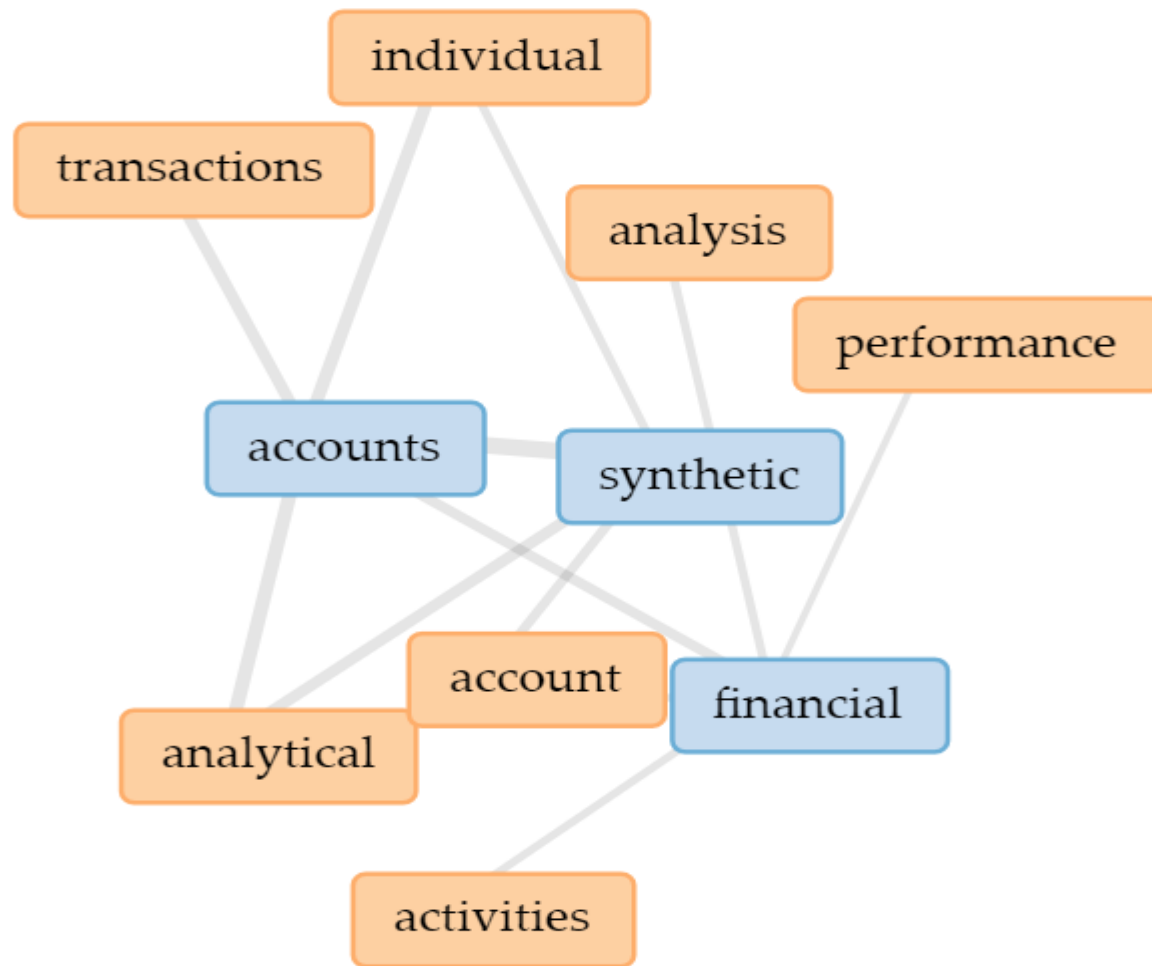 individual
transactions
analysis
performance
accounts
synthetic
account
financial
analytical
activities